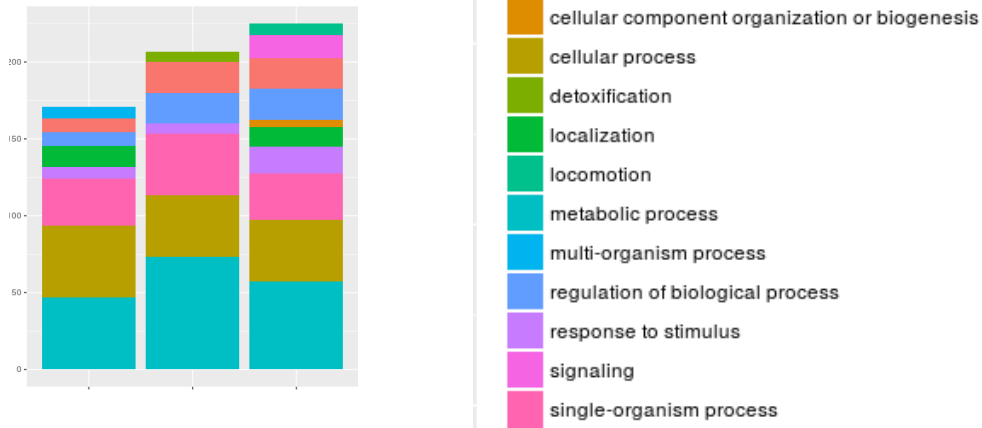 200
150
100
50
0
cellular component organization or biogenesis
cellular process
detoxification
localization
locomotion
metabolic process
multi-organism process
regulation of biological process
response to stimulus
signaling
single-organism process